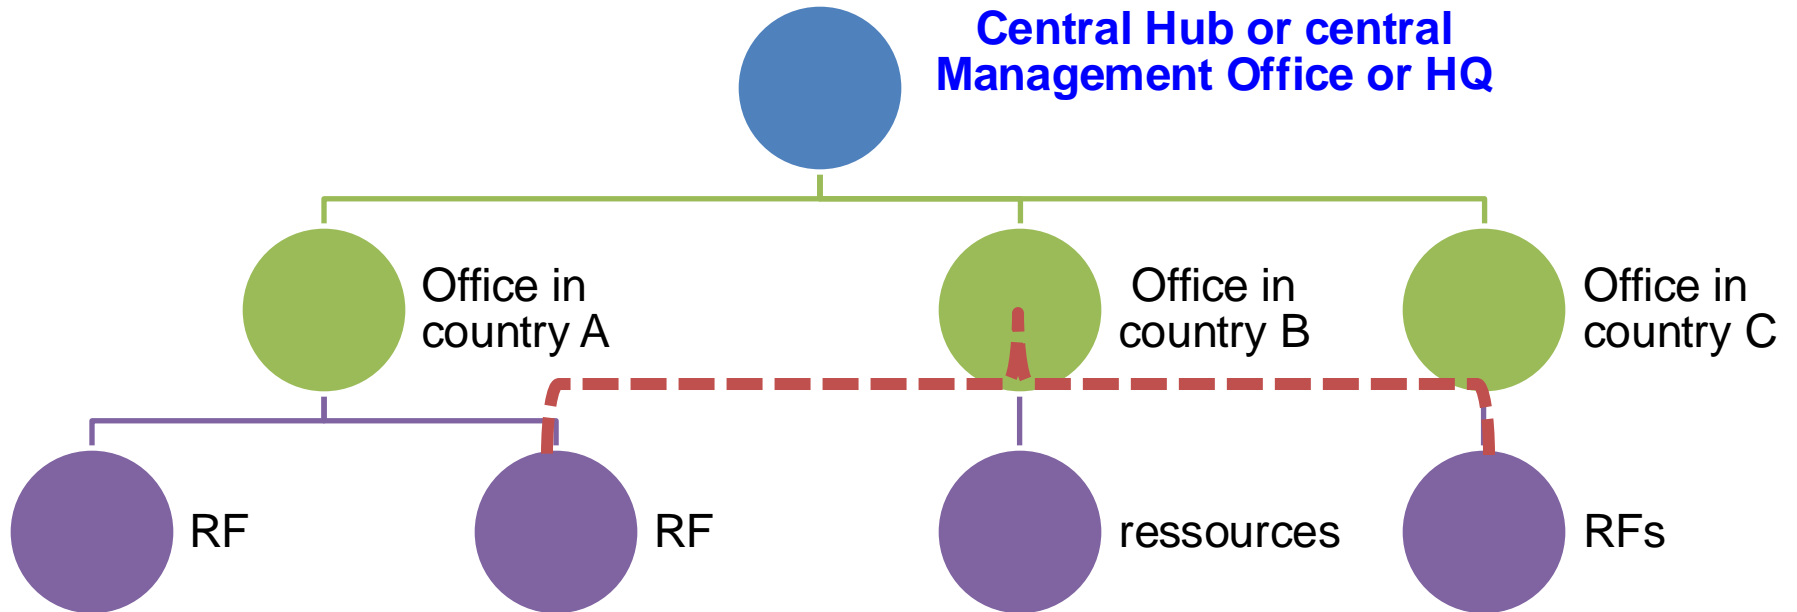 Central Hub or central
Management Office or HQ
Office in
country A
Office in
country B
Office in
country C
RF
RF
ressources
RFs